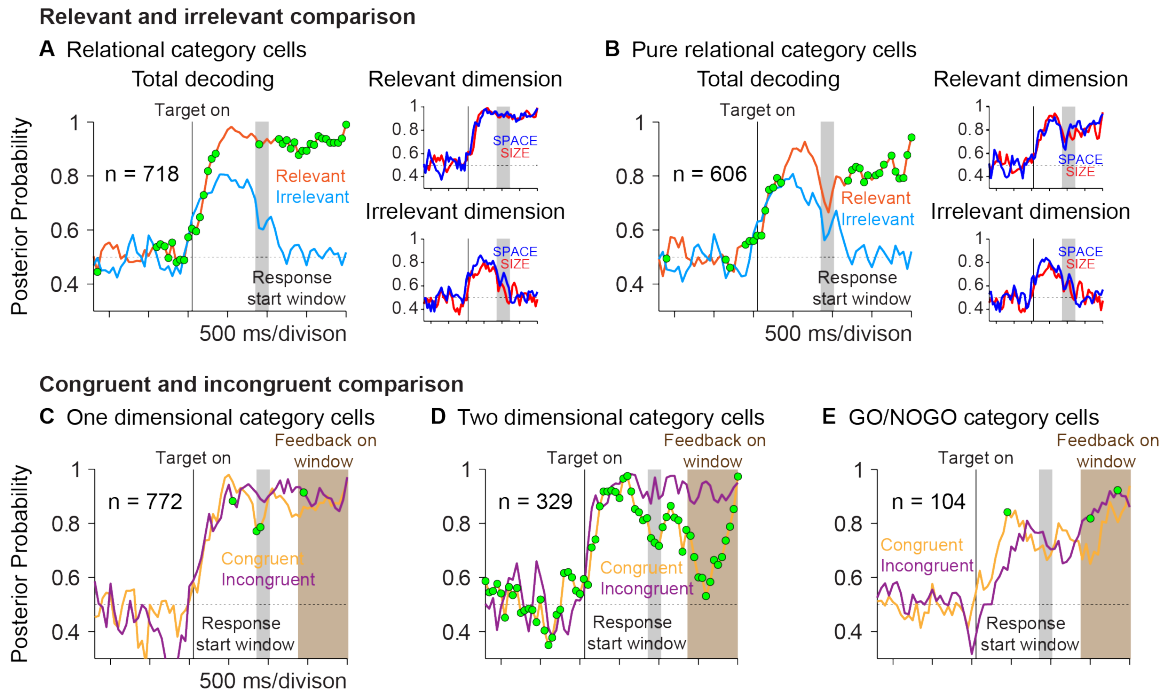 Relevant and irrelevant comparison
A Relational category cells
Total decoding
Target on
Posterior Probability
1
0.8
0.6
0.4
n = 718
Relevant
Irrelevant
Response
start window
500 ms/divison
Relevant dimension
1
0.8
0.6
0.4
SPACE
SIZE
Irrelevant dimension
1
0.8
0.6
0.4
SPACE
SIZE
B Pure relational category cells
Total decoding
Target on
1
0.8
0.6
0.4
n = 606
Relevant
Irrelevant
Response
start window
500 ms/divison
Relevant dimension
1
0.8
0.6
0.4
SPACE
SIZE
Irrelevant dimension
1
0.8
0.6
0.4
SPACE
SIZE
Congruent and incongruent comparison
C One dimensional category cells
Feedback on
window
Target on
Posterior Probability
1
0.8
0.6
0.4
n = 772
Congruent
Incongruent
Response
start window
500 ms/divison
D Two dimensional category cells
Feedback on
window
Target on
1
0.8
0.6
0.4
n = 329
Congruent
Incongruent
Response
start window
E GO/NOGO category cells
Feedback on
window
Target on
1
0.8
0.6
0.4
n = 104
Congruent
Incongruent
Response
start window